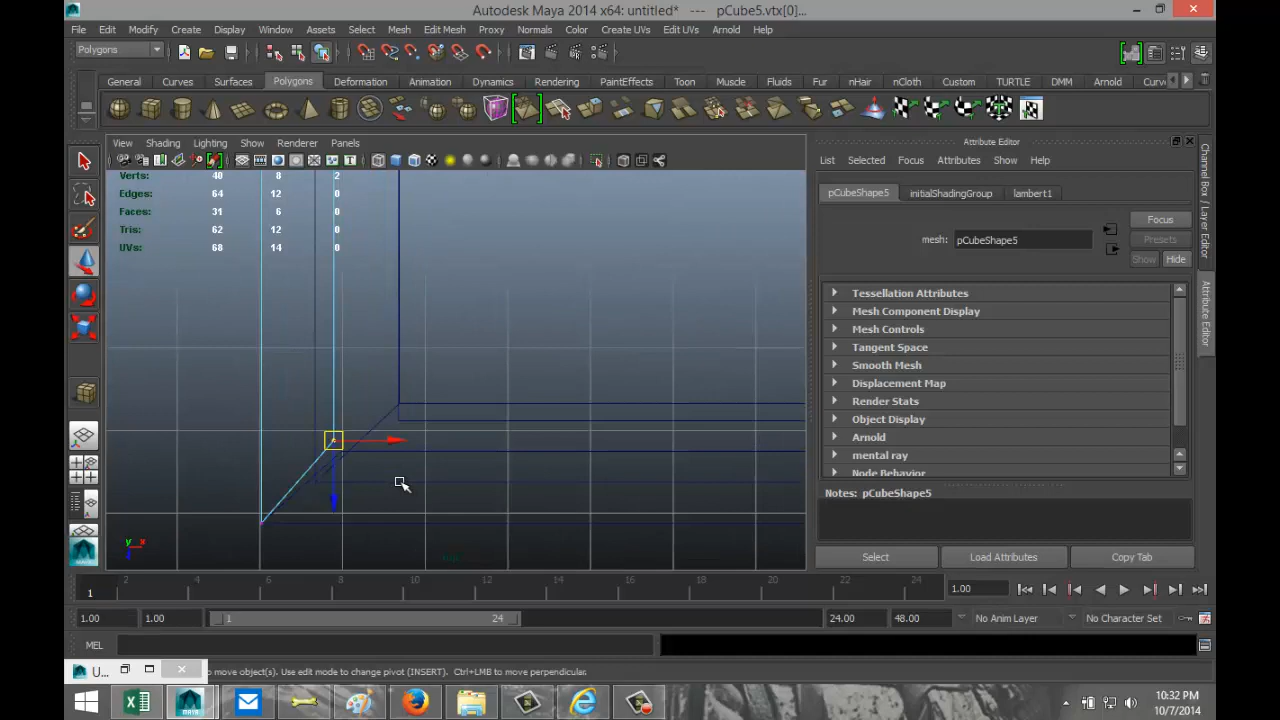 Autodesk Maya 2014 x64: untitled* --- pCube5.vtx[0]...
File Edit Modify Create Display Window Assets Select Mesh Edit Mesh Proxy Normals Color Create UVs Edit UVs Arnold Help
Polygons
General Curves Surfaces Polygons Deformation Animation Dynamics Rendering PaintEffects Toon Muscle Fluids Fur nHair nCloth Custom TURTLE DMM Arnold Curv
View Shading Lighting Show Renderer Panels
Verts: 40 8 2
Edges: 64 12 0
Faces: 31 6 0
Tris: 62 12 0
UVs: 68 14 0
y x
Attribute Editor
List Selected Focus Attributes Show Help
pCubeShape5 initialShadingGroup lambert1
Focus
mesh: pCubeShape5
Presets
Show Hide
Tessellation Attributes
Mesh Component Display
Mesh Controls
Tangent Space
Smooth Mesh
Displacement Map
Render Stats
Object Display
Arnold
mental ray
Node Behavior
Notes: pCubeShape5
Select Load Attributes Copy Tab
Channel Box / Layer Editor
Attribute Editor
2 4 6 8 10 12 14 16 18 20 22 24
1 1.00
1.00 1.00 1 24 24.00 48.00 No Anim Layer No Character Set
MEL
U... to move object(s). Use edit mode to change pivot (INSERT). Ctrl+LMB to move perpendicular.
MAYA
10:32 PM
10/7/2014